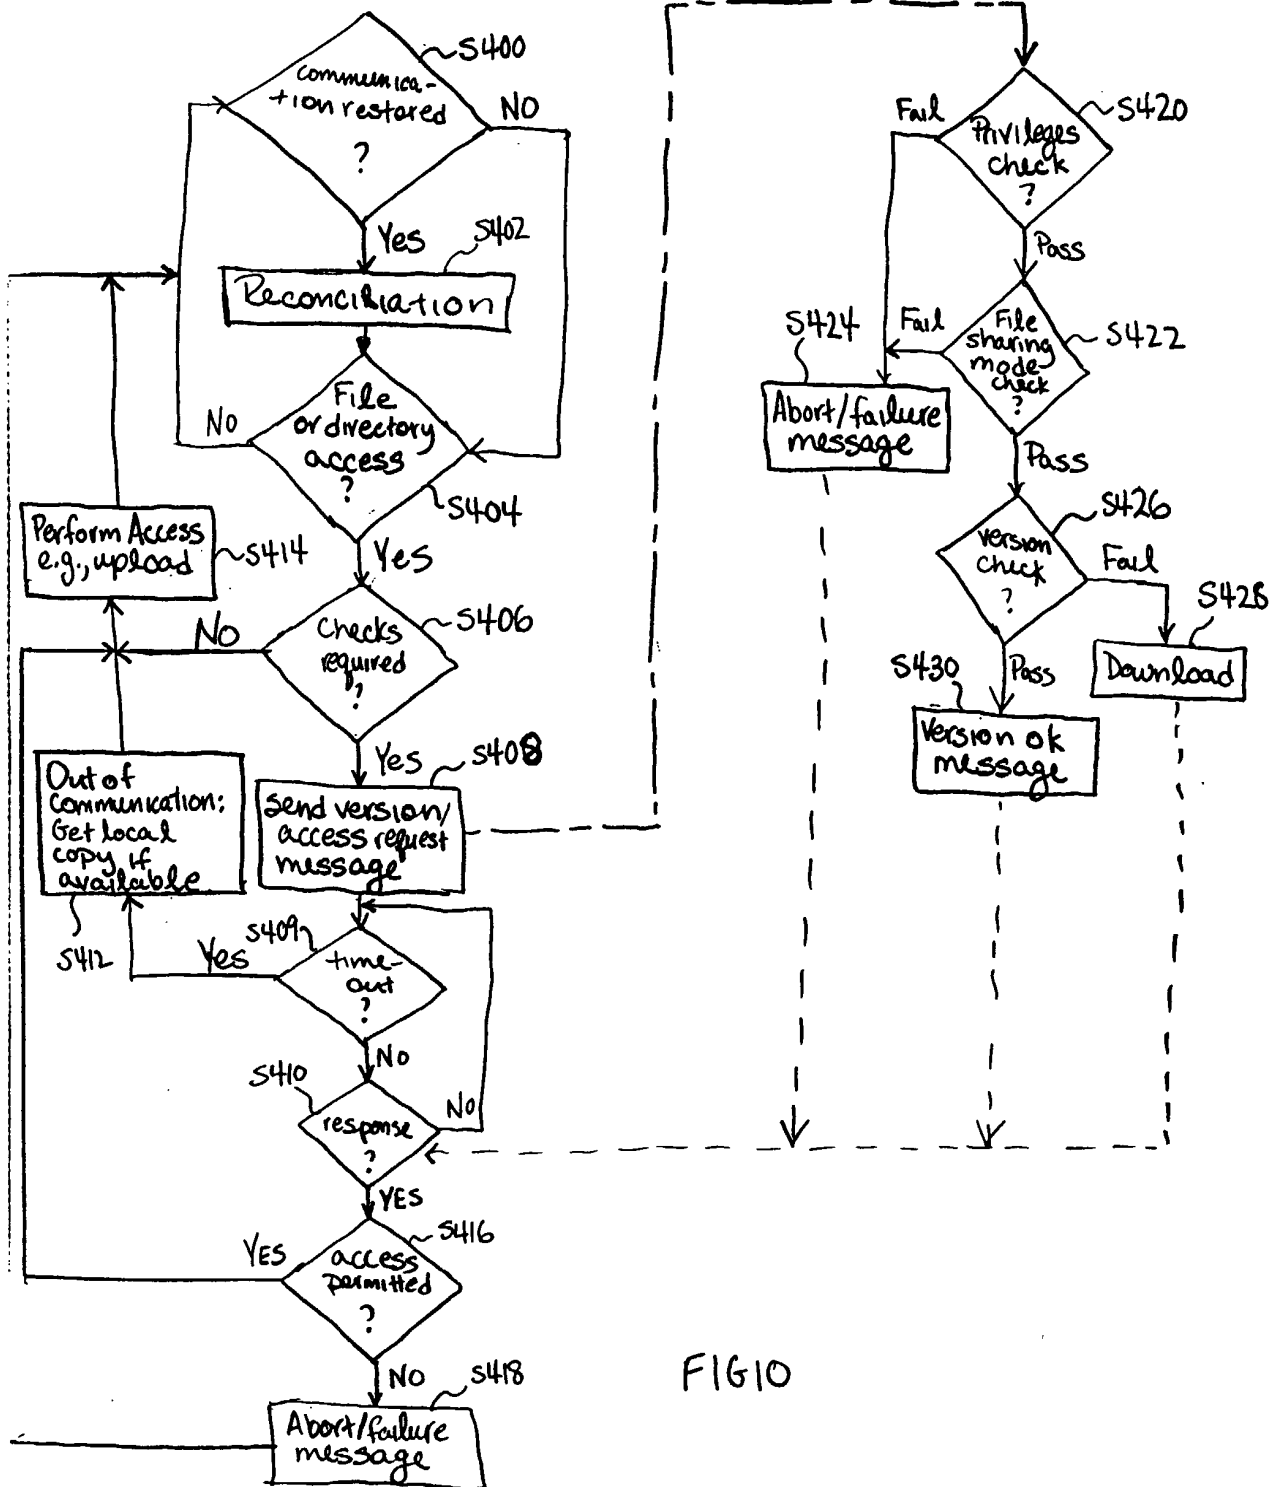 S400
communica-
tion restored
?
NO
Yes
S402
Reconciliation
File
or directory
access
?
No
S404
Yes
Perform Access
e.g., upload
S414
Checks
required
?
S406
No
Yes
S408
Send version/
access request
message
Out of
communication:
Get local
copy if
available
S412
S409
time-
out
?
Yes
NO
S410
response
?
NO
YES
S416
access
permitted
?
YES
NO
S418
Abort/failure
message
S420
Privileges
check
?
Fail
Pass
File
sharing
mode
check
?
S422
Fail
S424
Abort/failure
message
Pass
S426
version
check
?
Fail
S428
Download
Pass
S430
Version ok
message
FIG10